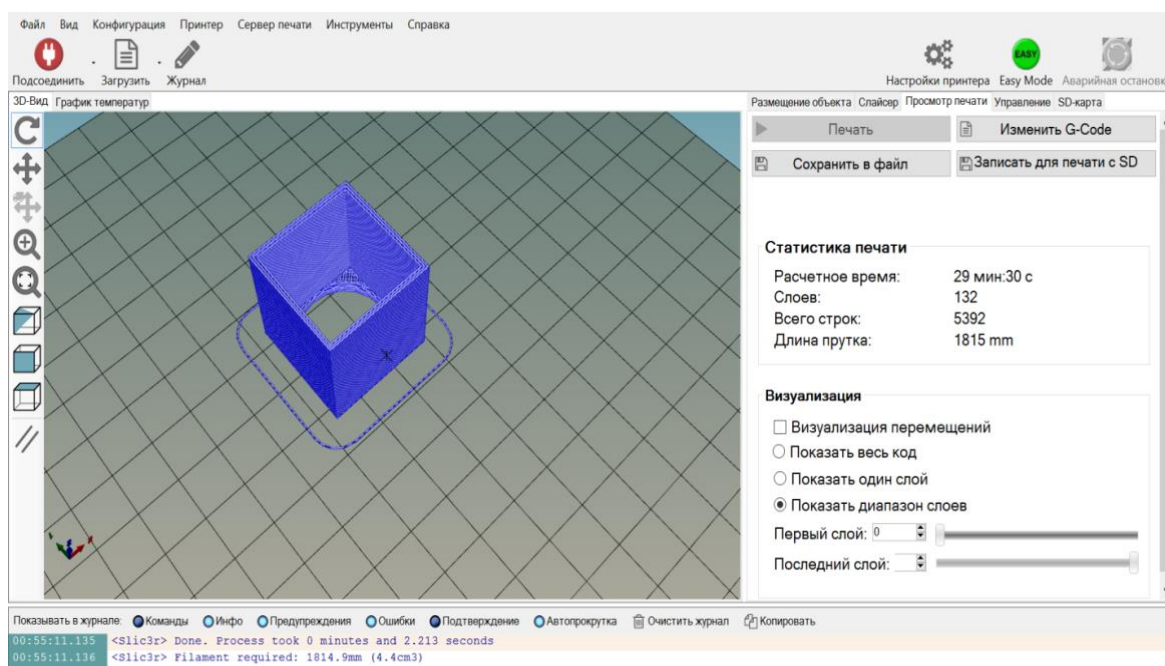 Файл Вид Конфигурация Принтер Сервер печати Инструменты Справка
Подсоединить Загрузить Журнал Настройки принтера EASY Easy Mode Аварийная остановк
3D-Вид График температур
Размещение объекта Слайсер Просмотр печати Управление SD-карта
Печать Изменить G-Code
Сохранить в файл Записать для печати с SD
Статистика печати
Расчетное время: 29 мин:30 с
Слоев: 132
Всего строк: 5392
Длина прутка: 1815 mm
Визуализация
Визуализация перемещений
Показать весь код
Показать один слой
Показать диапазон слоев
Первый слой: 0
Последний слой:
Показывать в журнале: Команды Инфо Предупреждения Ошибки Подтверждение Автопрокрутка Очистить журнал Копировать
00:55:11.135 <Slic3r> Done. Process took 0 minutes and 2.213 seconds
00:55:11.136 <Slic3r> Filament required: 1814.9mm (4.4cm3)